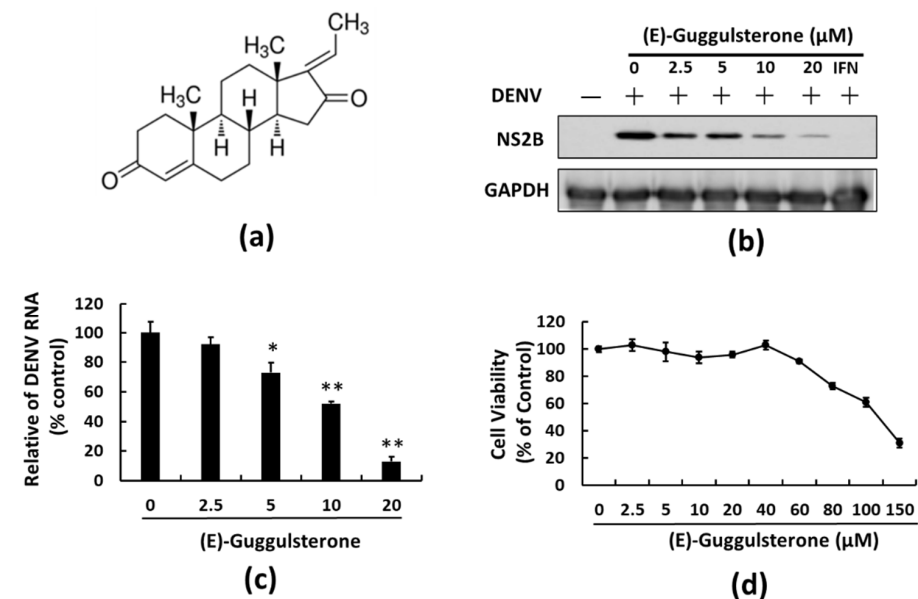 CH₃
H₃C
H₃C
H
O
H
H
O
(a)
(E)-Guggulsterone (μM)
0 2.5 5 10 20 IFN
DENV — + + + + + +
NS2B
GAPDH
(b)
Relative of DENV RNA
(% control)
120
100
80
60
40
20
0
*
**
**
0 2.5 5 10 20
(E)-Guggulsterone
(c)
Cell Viability
(% of Control)
120
100
80
60
40
20
0
0 2.5 5 10 20 40 60 80 100 150
(E)-Guggulsterone (μM)
(d)